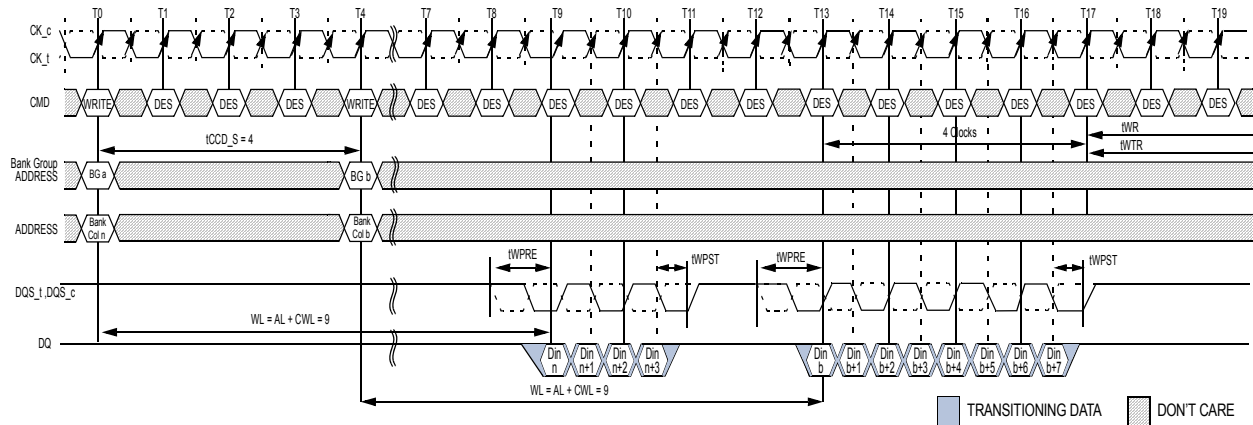 T0 T1 T2 T3 T4 T7 T8 T9 T10 T11 T12 T13 T14 T15 T16 T17 T18 T19
CK_c
CK_t
CMD WRITE DES DES DES WRITE DES DES DES DES DES DES DES DES DES DES DES DES DES
tCCD_S = 4 4 Clocks tWR
tWTR
Bank Group
ADDRESS BG a BG b
ADDRESS Bank Col n Bank Col b
tWPRE tWPST tWPRE tWPST
DQS_t ,DQS_c
WL = AL + CWL = 9
DQ Din n Din n+1 Din n+2 Din n+3 Din b Din b+1 Din b+2 Din b+3 Din b+4 Din b+5 Din b+6 Din b+7
WL = AL + CWL = 9
TRANSITIONING DATA DON'T CARE